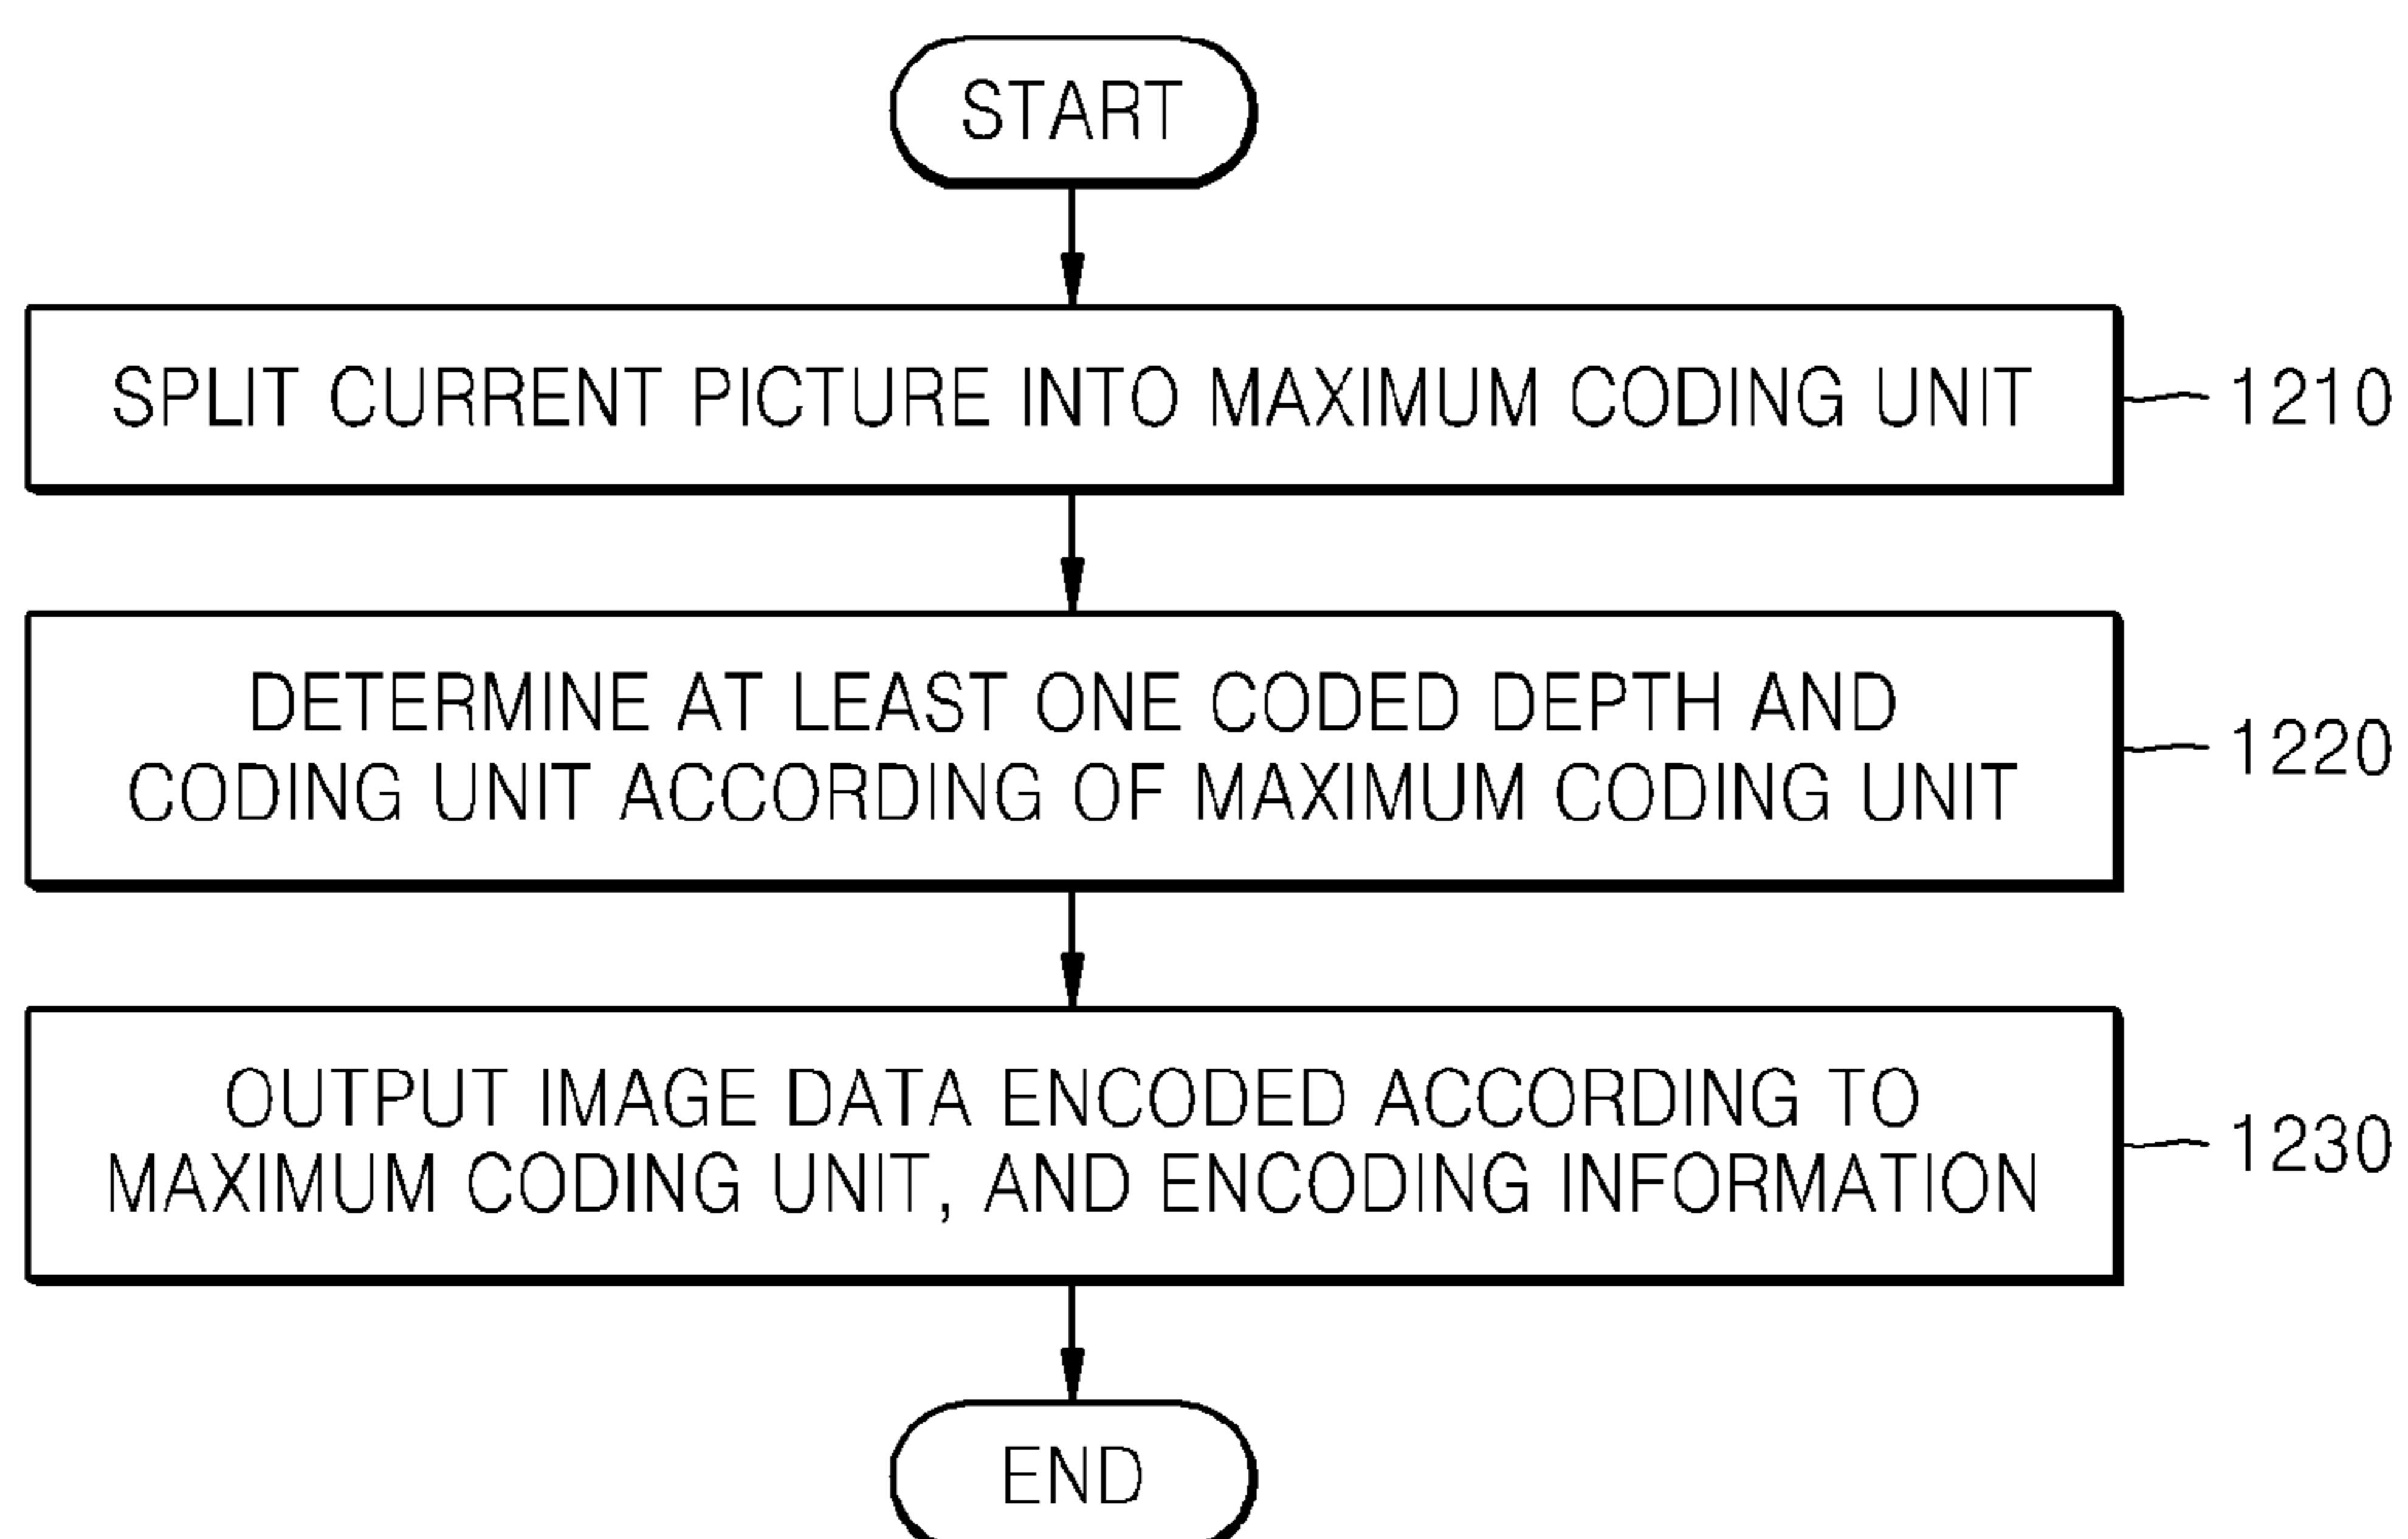 START
SPLIT CURRENT PICTURE INTO MAXIMUM CODING UNIT
1210
DETERMINE AT LEAST ONE CODED DEPTH AND
CODING UNIT ACCORDING OF MAXIMUM CODING UNIT
1220
OUTPUT IMAGE DATA ENCODED ACCORDING TO
MAXIMUM CODING UNIT, AND ENCODING INFORMATION
1230
END